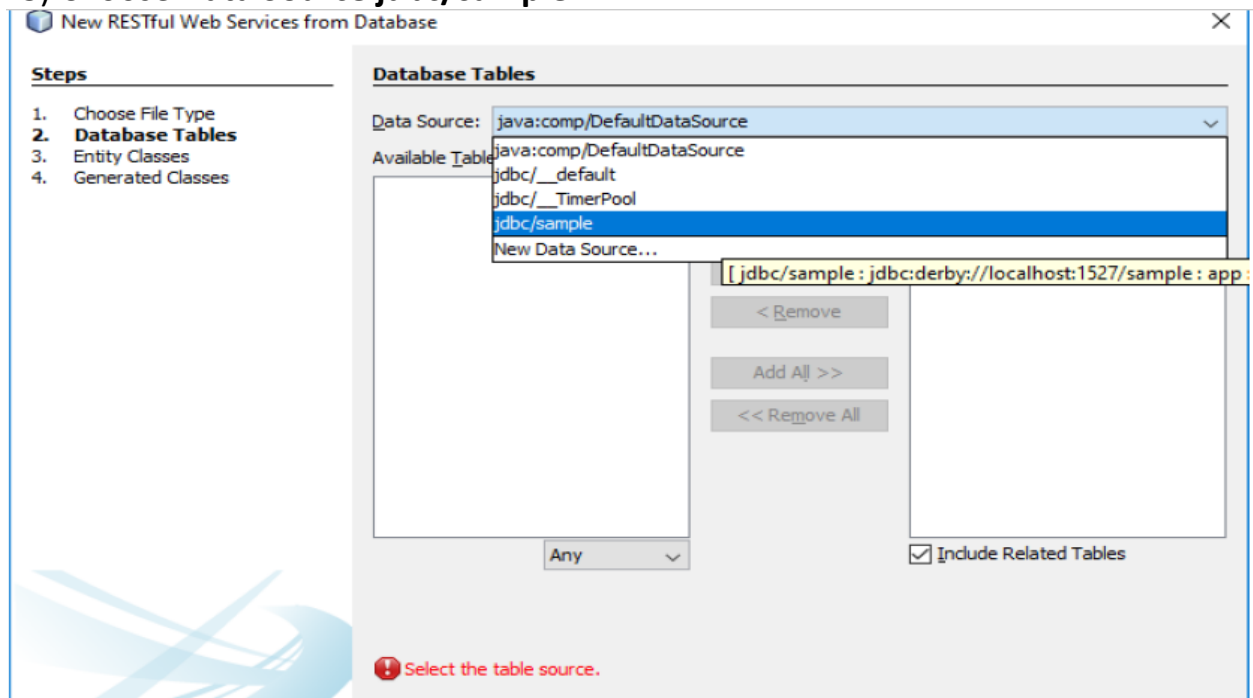 New RESTful Web Services from Database
Steps
1. Choose File Type
2. Database Tables
3. Entity Classes
4. Generated Classes
Database Tables
Data Source: java:comp/DefaultDataSource
Available Table
java:comp/DefaultDataSource
jdbc/__default
jdbc/__TimerPool
jdbc/sample
New Data Source...
[ jdbc/sample : jdbc:derby://localhost:1527/sample : app :
< Remove
Add All >>
<< Remove All
Any
Include Related Tables
Select the table source.